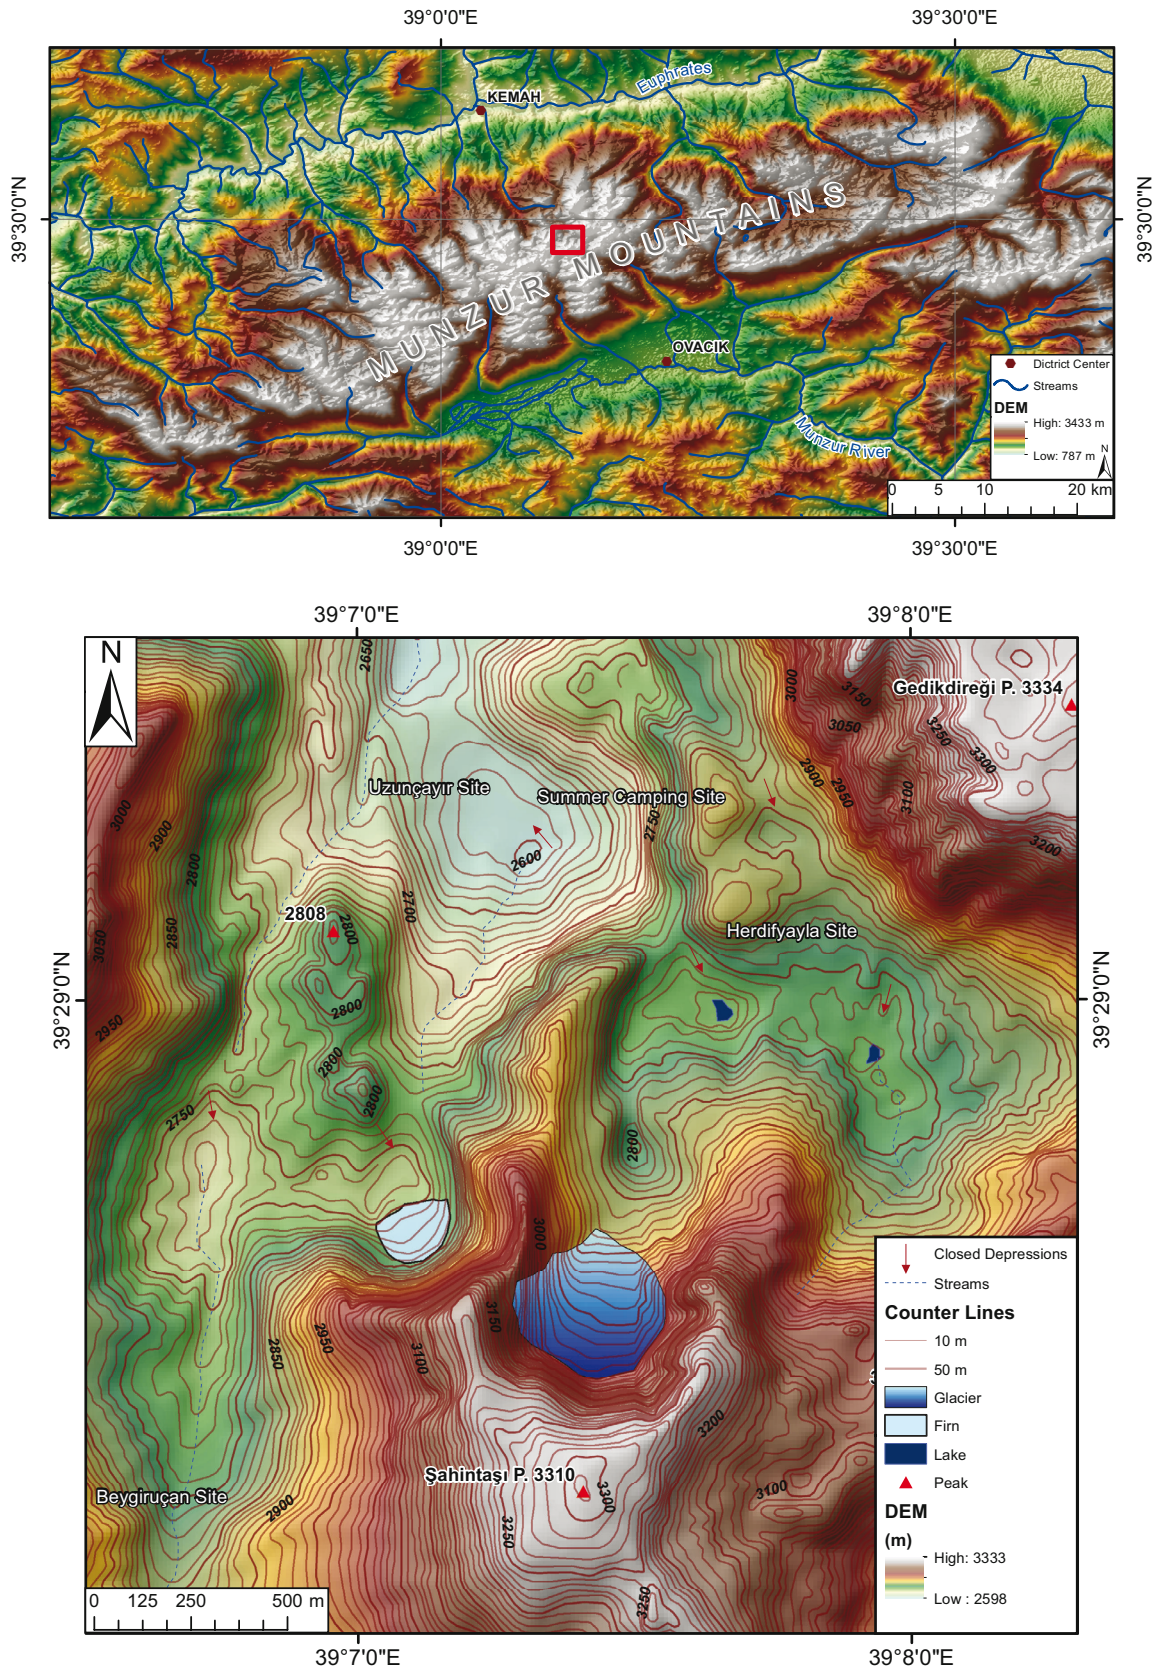 39°0'0"E
39°30'0"E
39°30'0"N
39°30'0"N
Euphrates
KEMAH
MUNZUR MOUNTAINS
OVACIK
Munzur River
Dictrict Center
Streams
DEM
High: 3433 m
Low: 787 m
N
0 5 10 20 km
39°0'0"E
39°30'0"E
39°7'0"E
39°8'0"E
N
2650
3000
3150
Gedikdireği P. 3334
3050
3250
3300
2900
2950
3100
3200
Uzunçayır Site
Summer Camping Site
2750
2600
3000
2900
2800
2850
3050
2950
2808
2800
2700
2800
2800
2800
Herdifyayla Site
39°29'0"N
39°29'0"N
2750
2800
3000
3150
3100
2950
2850
3200
Şahintaşı P. 3310
3300
3100
3250
3250
Beygiruçan Site
2900
Closed Depressions
Streams
Counter Lines
10 m
50 m
Glacier
Firn
Lake
Peak
DEM
(m)
High: 3333
Low : 2598
0 125 250 500 m
39°7'0"E
39°8'0"E